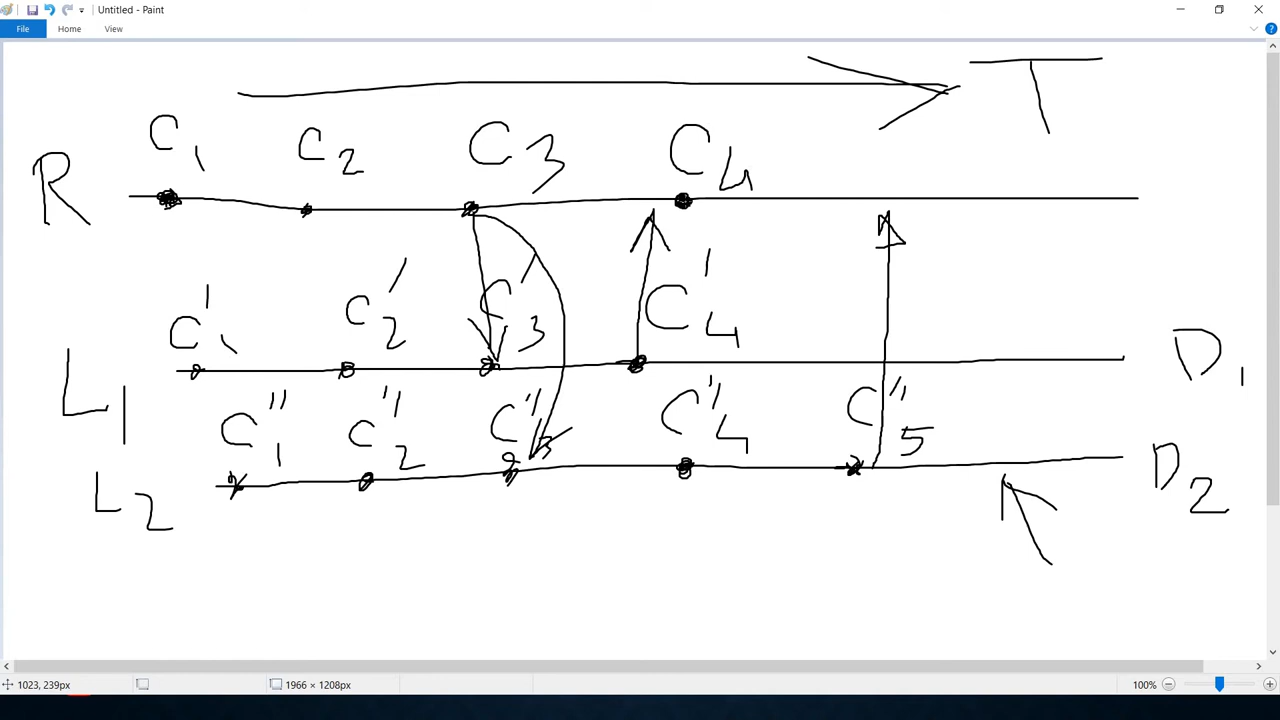 Untitled - Paint
File Home View
T
C1 C2 C3 C4
R
C'1 C'2 C'3 C'4
L1 D1
C''1 C''2 C''3 C''4 C''5
L2 D2
1023, 239px 1966 × 1208px 100%